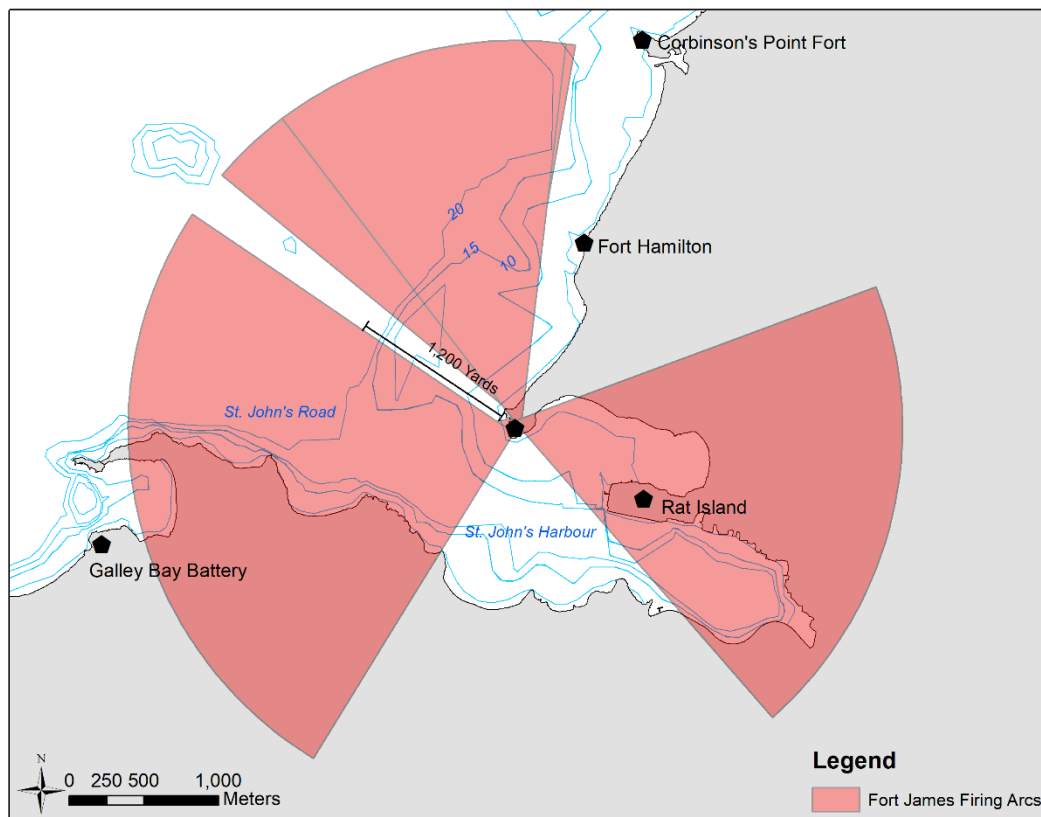 Corbinson's Point Fort
20
Fort Hamilton
15
10
1,200 Yards
St. John's Road
Rat Island
St. John's Harbour
Galley Bay Battery
N
0 250 500 1,000
Meters
Legend
Fort James Firing Arcs